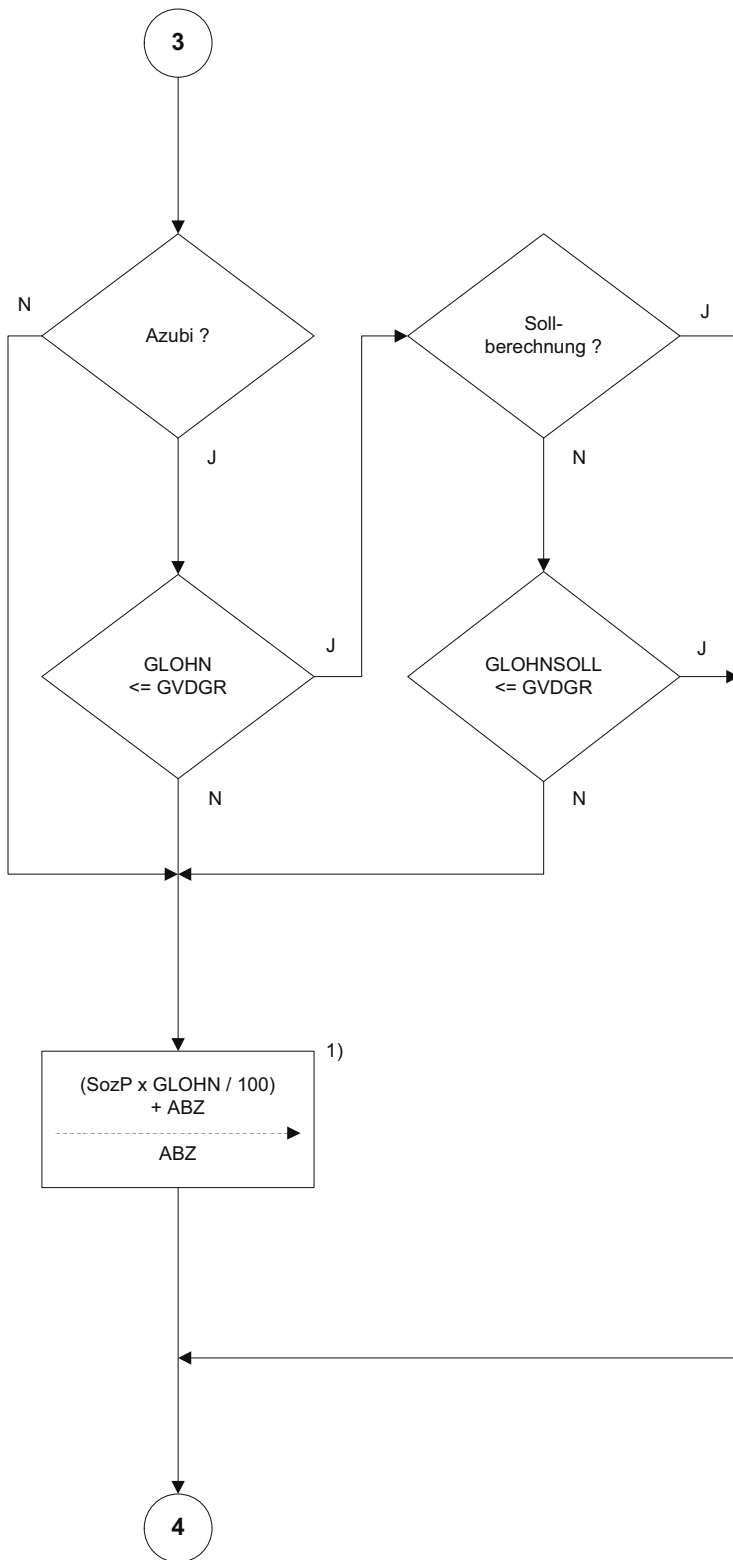 3
N
Azubi ?
J
Soll-
berechnung ?
J
N
GLOHN
<= GVDGR
J
N
GLOHNSOLL
<= GVDGR
J
N
1)
(SozP x GLOHN / 100)
+ ABZ
ABZ
4